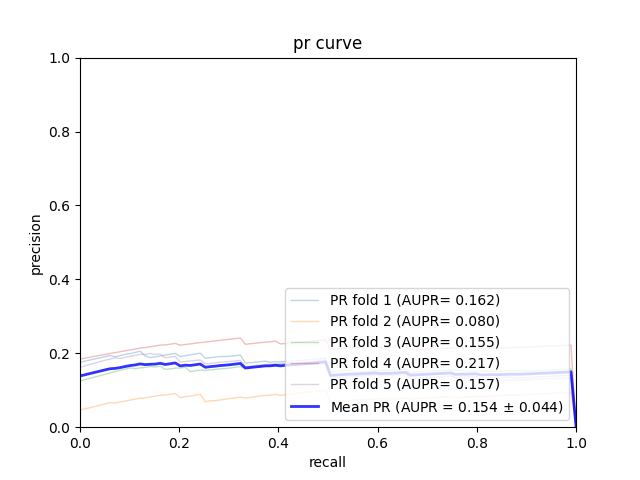 pr curve
1.0
0.8
0.6
0.4
0.2
0.0
precision
PR fold 1 (AUPR= 0.162)
PR fold 2 (AUPR= 0.080)
PR fold 3 (AUPR= 0.155)
PR fold 4 (AUPR= 0.217)
PR fold 5 (AUPR= 0.157)
Mean PR (AUPR = 0.154 ± 0.044)
0.0 0.2 0.4 0.6 0.8 1.0
recall